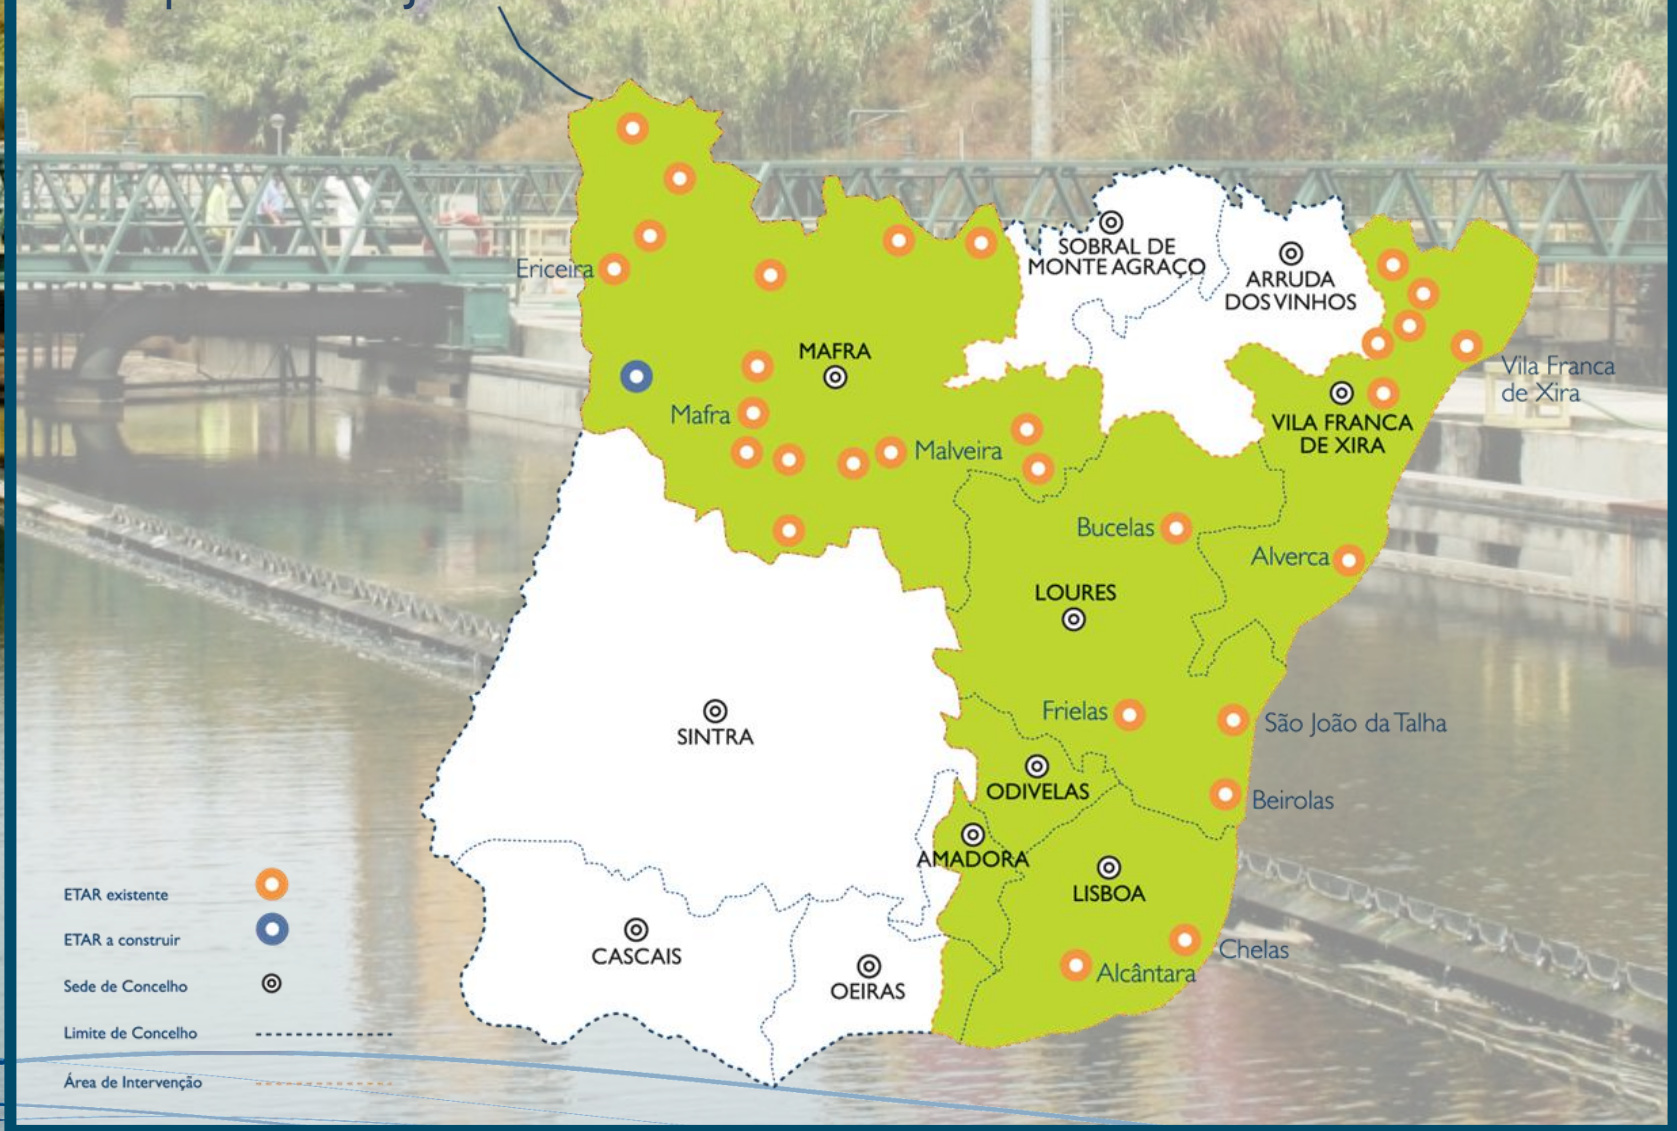 Ericeira
SOBRAL DE
MONTE AGRAÇO
ARRUDA
DOS VINHOS
MAFRA
Mafra
Malveira
Vila Franca
de Xira
VILA FRANCA
DE XIRA
Bucelas
Alverca
LOURES
Frielas
São João da Talha
SINTRA
ODIVELAS
Beirolas
AMADORA
LISBOA
CASCAIS
OEIRAS
Chelas
Alcântara
ETAR existente
ETAR a construir
Sede de Concelho
Limite de Concelho
Área de Intervenção